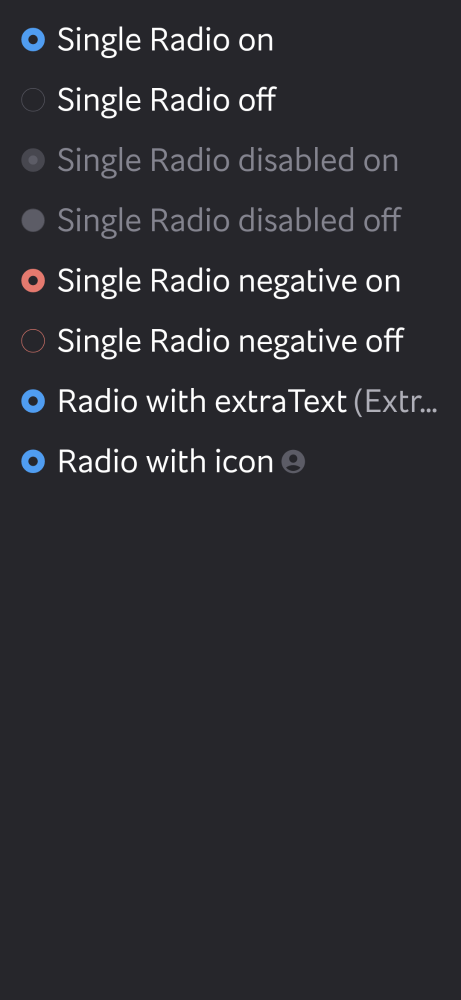 Single Radio on
Single Radio off
Single Radio disabled on
Single Radio disabled off
Single Radio negative on
Single Radio negative off
Radio with extraText (Extr...
Radio with icon